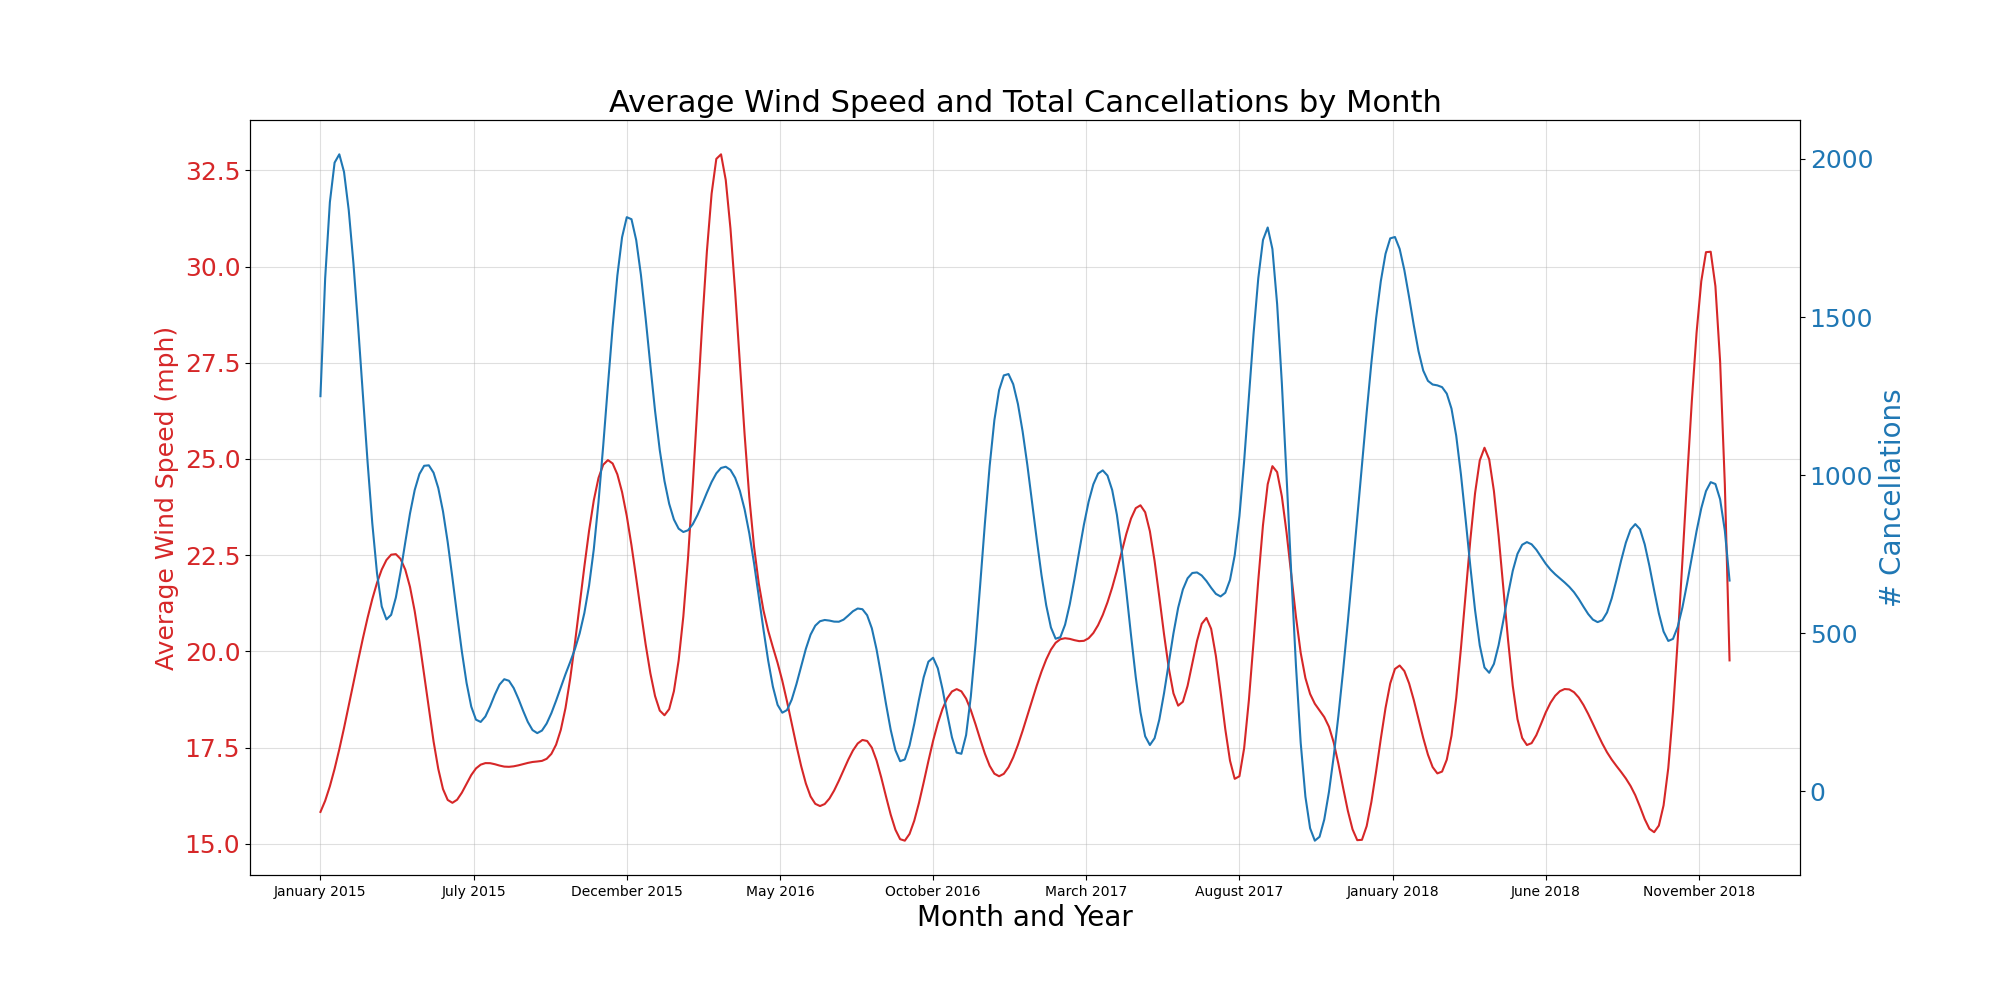 Average Wind Speed and Total Cancellations by Month
32.5
30.0
27.5
25.0
22.5
20.0
17.5
15.0
Average Wind Speed (mph)
2000
1500
1000
500
0
# Cancellations
January 2015
July 2015
December 2015
May 2016
October 2016
March 2017
August 2017
January 2018
June 2018
November 2018
Month and Year